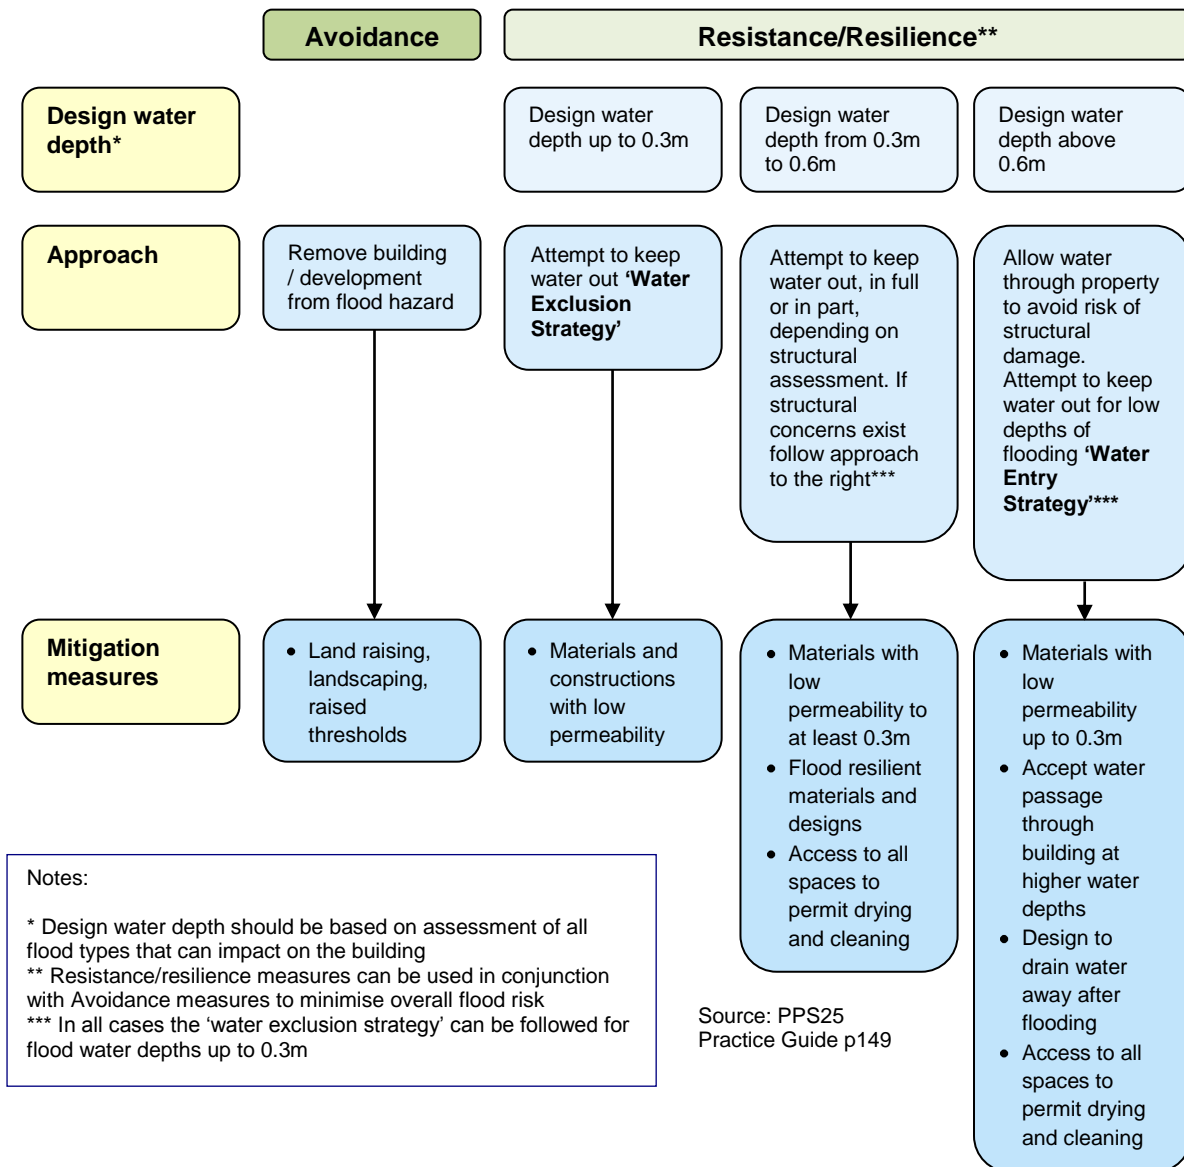 Avoidance
Resistance/Resilience**
Design water
depth*
Design water
depth up to 0.3m
Design water
depth from 0.3m
to 0.6m
Design water
depth above
0.6m
Approach
Remove building
/ development
from flood hazard
Attempt to keep
water out ‘Water
Exclusion
Strategy’
Attempt to keep
water out, in full
or in part,
depending on
structural
assessment. If
structural
concerns exist
follow approach
to the right***
Allow water
through property
to avoid risk of
structural
damage.
Attempt to keep
water out for low
depths of
flooding ‘Water
Entry
Strategy’***
Mitigation
measures
• Land raising,
landscaping,
raised
thresholds
• Materials and
constructions
with low
permeability
• Materials with
low
permeability to
at least 0.3m
• Flood resilient
materials and
designs
• Access to all
spaces to
permit drying
and cleaning
• Materials with
low
permeability
up to 0.3m
• Accept water
passage
through
building at
higher water
depths
• Design to
drain water
away after
flooding
• Access to all
spaces to
permit drying
and cleaning
Notes:
* Design water depth should be based on assessment of all
flood types that can impact on the building
** Resistance/resilience measures can be used in conjunction
with Avoidance measures to minimise overall flood risk
*** In all cases the ‘water exclusion strategy’ can be followed for
flood water depths up to 0.3m
Source: PPS25
Practice Guide p149